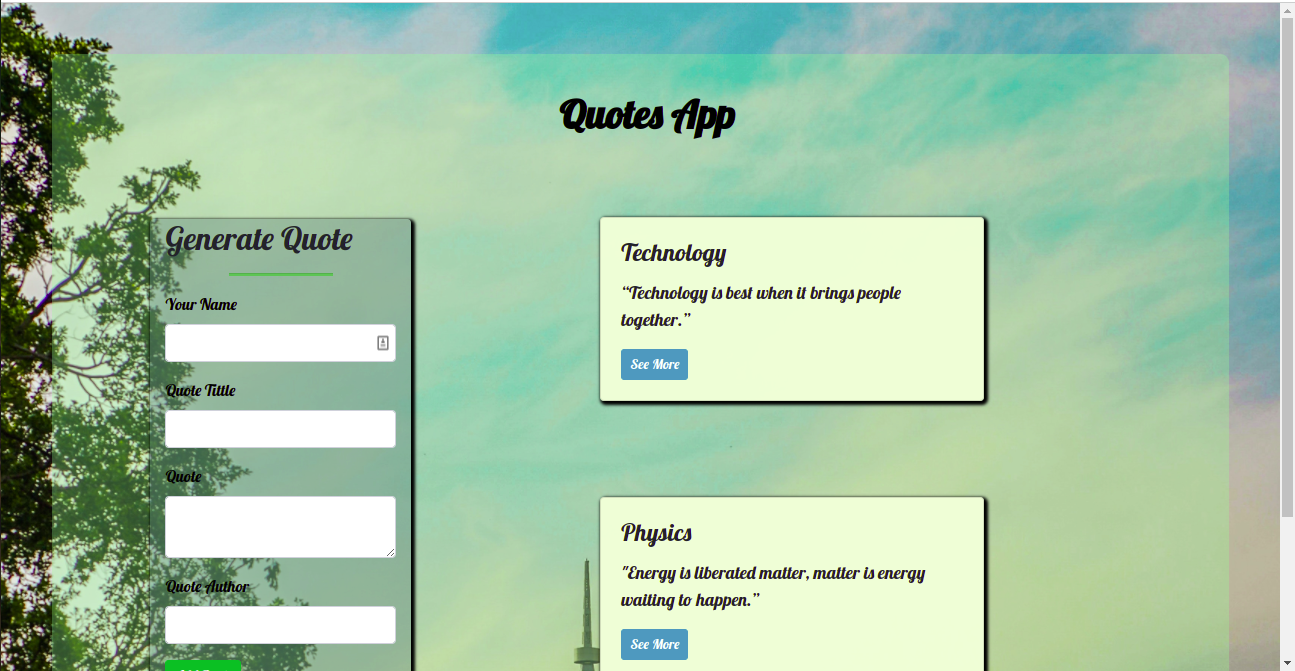 Quotes App
Generate Quote
Your Name
Quote Tittle
Quote
Quote Author
Technology
“Technology is best when it brings people
together.”
See More
Physics
"Energy is liberated matter, matter is energy
waiting to happen.”
See More